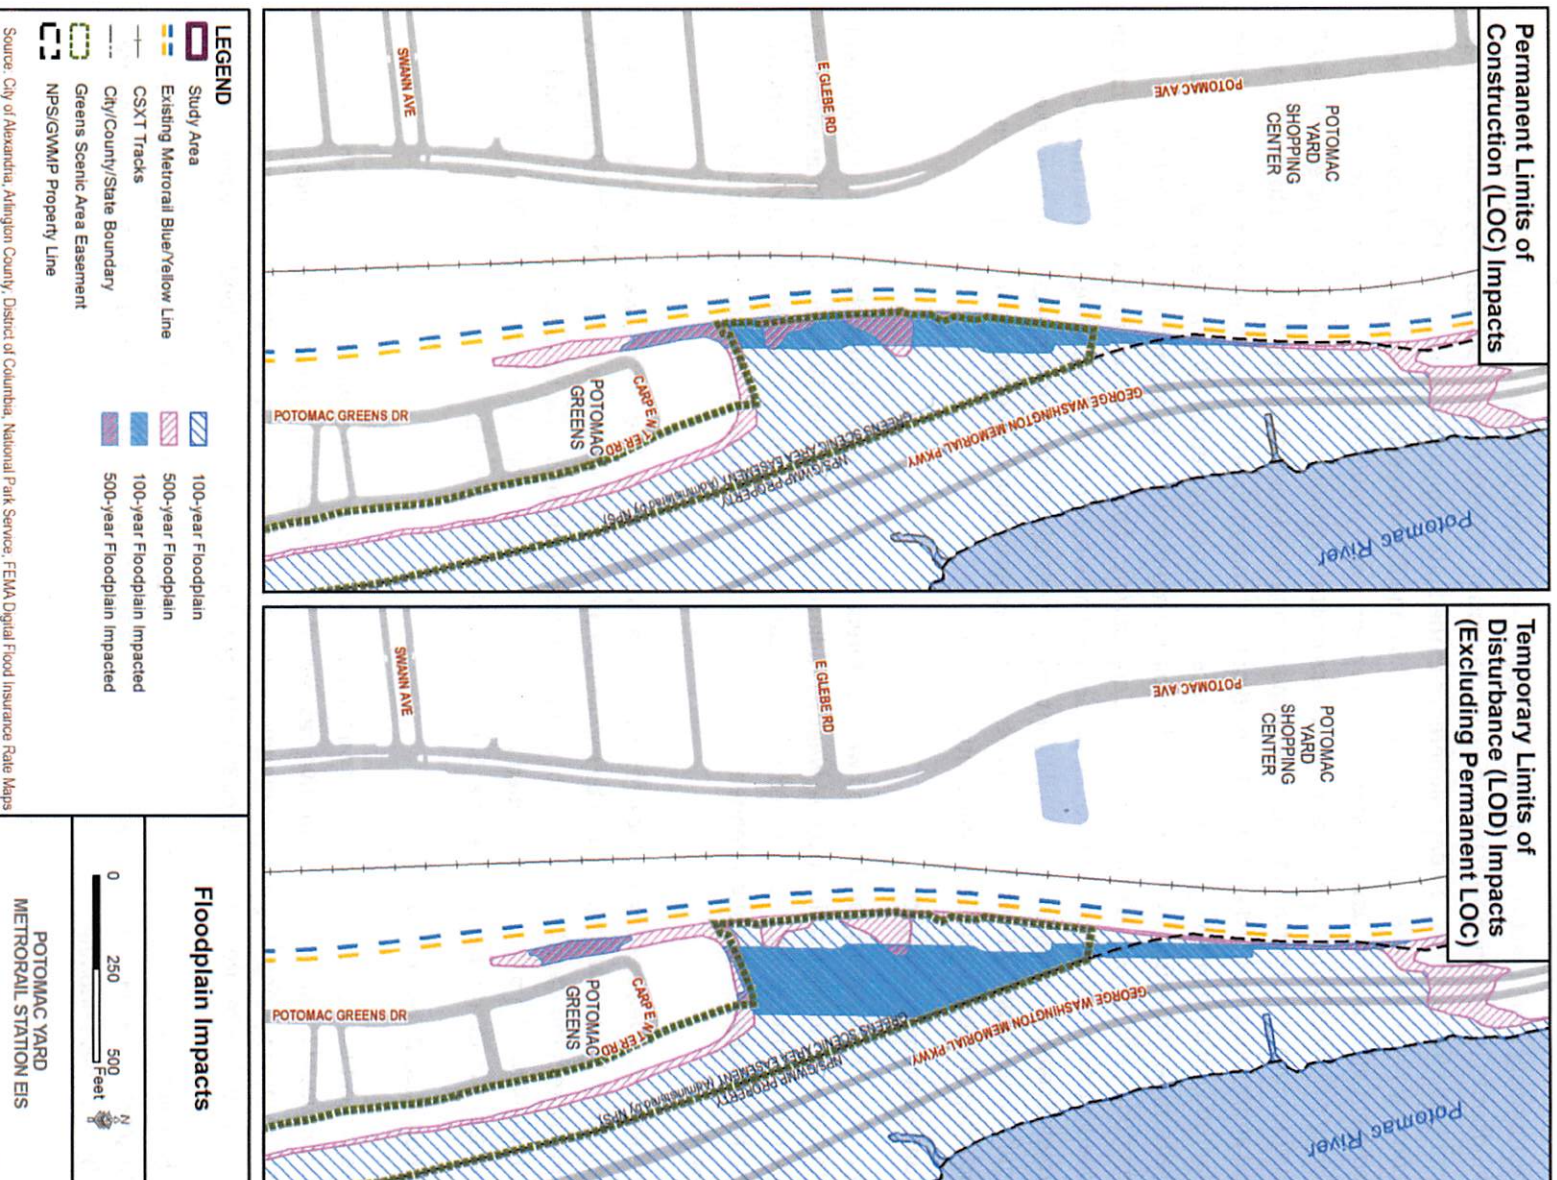 Permanent Limits of
Construction (LOC) Impacts
POTOMAC
YARD
SHOPPING
CENTER
POTOMAC AVE
E GLEBE RD
SWANN AVE
CARPENTER RD
POTOMAC
GREENS
POTOMAC GREENS DR
GEORGE WASHINGTON MEMORIAL PKWY
GREENS SCENIC AREA EASEMENT (Administered by NPS)
NPS/GWMP PROPERTY
Potomac River
Temporary Limits of
Disturbance (LOD) Impacts
(Excluding Permanent LOC)
POTOMAC
YARD
SHOPPING
CENTER
POTOMAC AVE
E GLEBE RD
SWANN AVE
CARPENTER RD
POTOMAC
GREENS
POTOMAC GREENS DR
GEORGE WASHINGTON MEMORIAL PKWY
GREENS SCENIC AREA EASEMENT (Administered by NPS)
NPS/GWMP PROPERTY
Potomac River
LEGEND
Study Area
Existing Metrorail Blue/Yellow Line
CSXT Tracks
City/County/State Boundary
Greens Scenic Area Easement
NPS/GWMP Property Line
100-year Floodplain
500-year Floodplain
100-year Floodplain Impacted
500-year Floodplain Impacted
Source: City of Alexandria, Arlington County, District of Columbia, National Park Service, FEMA Digital Flood Insurance Rate Maps
Floodplain Impacts
0 250 500
Feet
N
POTOMAC YARD
METRORAIL STATION EIS